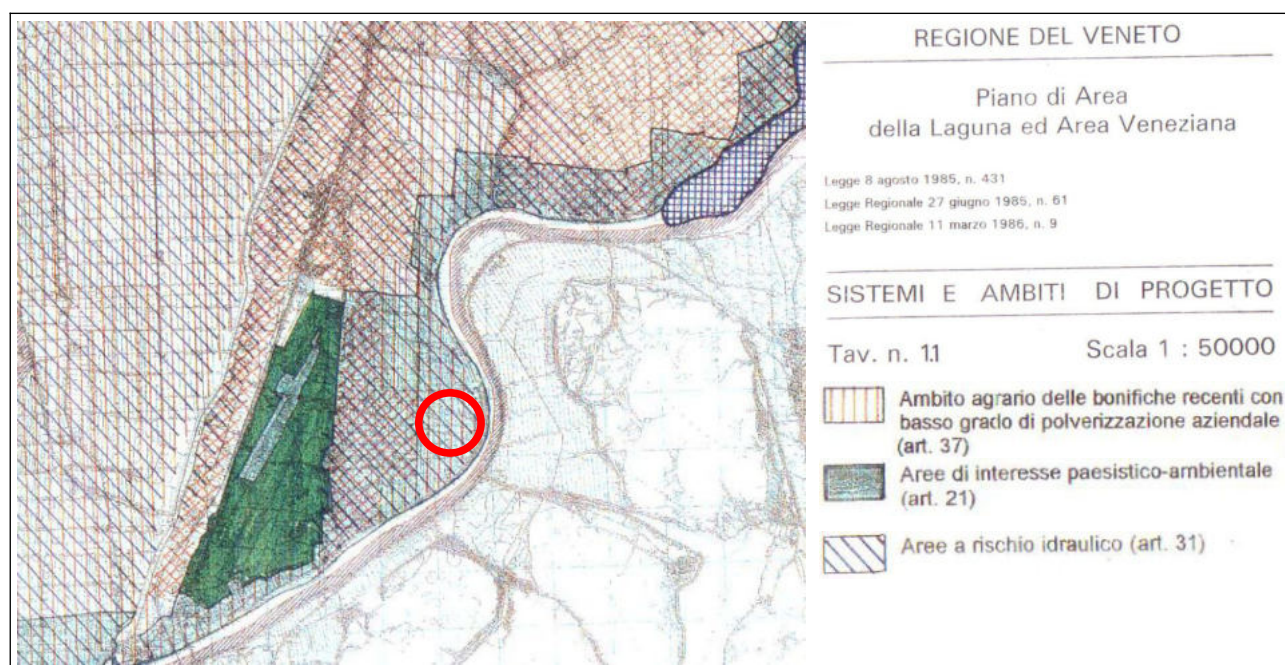 REGIONE DEL VENETO
Piano di Area
della Laguna ed Area Veneziana
Legge 8 agosto 1985, n. 431
Legge Regionale 27 giugno 1985, n. 61
Legge Regionale 11 marzo 1986, n. 9
SISTEMI E AMBITI DI PROGETTO
Tav. n. 1.1 Scala 1 : 50000
Ambito agrario delle bonifiche recenti con
basso grado di polverizzazione aziendale
(art. 37)
Aree di interesse paesistico-ambientale
(art. 21)
Aree a rischio idraulico (art. 31)